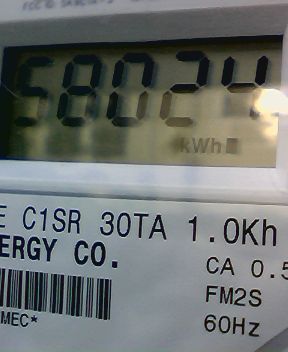 58024
kWh
E C1SR 30TA 1.0Kh
ERGY CO.
CA 0.5
FM2S
MEC*
60Hz